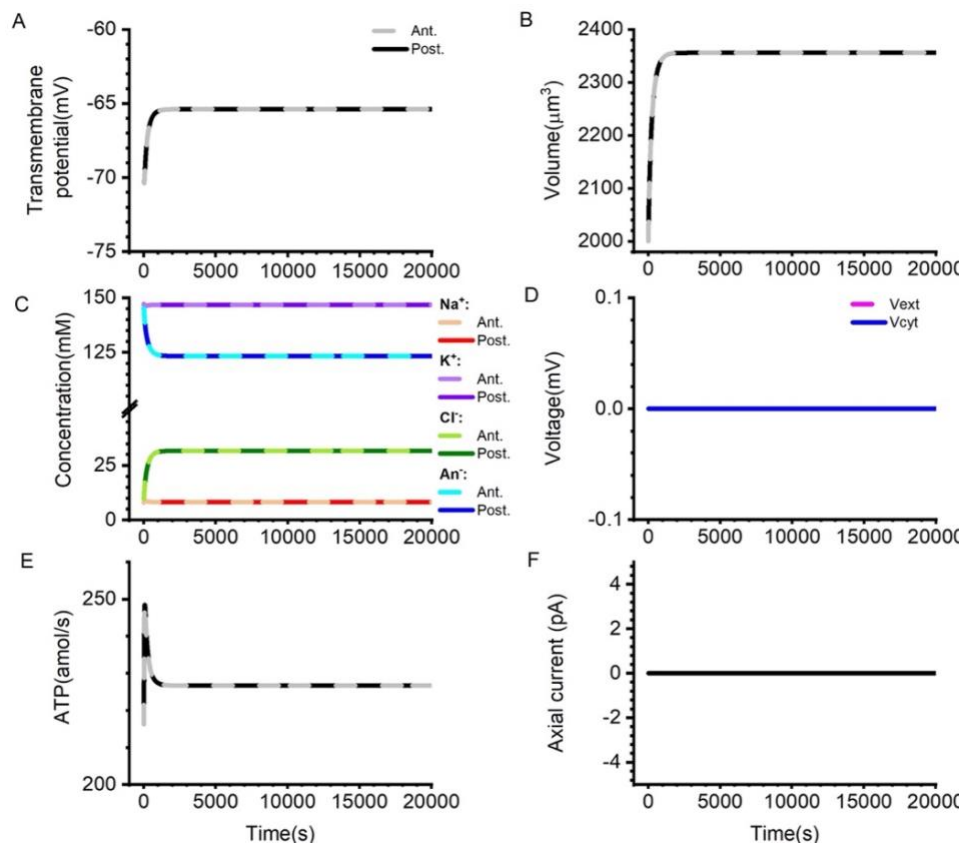 A
-60
-65
-70
-75
Transmembrane
potential(mV)
Ant.
Post.
0 5000 10000 15000 20000
B
2400
2300
2200
2100
2000
Volume(μm³)
0 5000 10000 15000 20000
C
150
125
25
0
Concentration(mM)
Na⁺:
Ant.
Post.
K⁺:
Ant.
Post.
Cl⁻:
Ant.
Post.
An⁻:
Ant.
Post.
0 5000 10000 15000 20000
D
0.1
0.0
-0.1
Voltage(mV)
Vext
Vcyt
0 5000 10000 15000 20000
E
250
200
ATP(amol/s)
0 5000 10000 15000 20000
Time(s)
F
4
2
0
-2
-4
Axial current (pA)
0 5000 10000 15000 20000
Time(s)